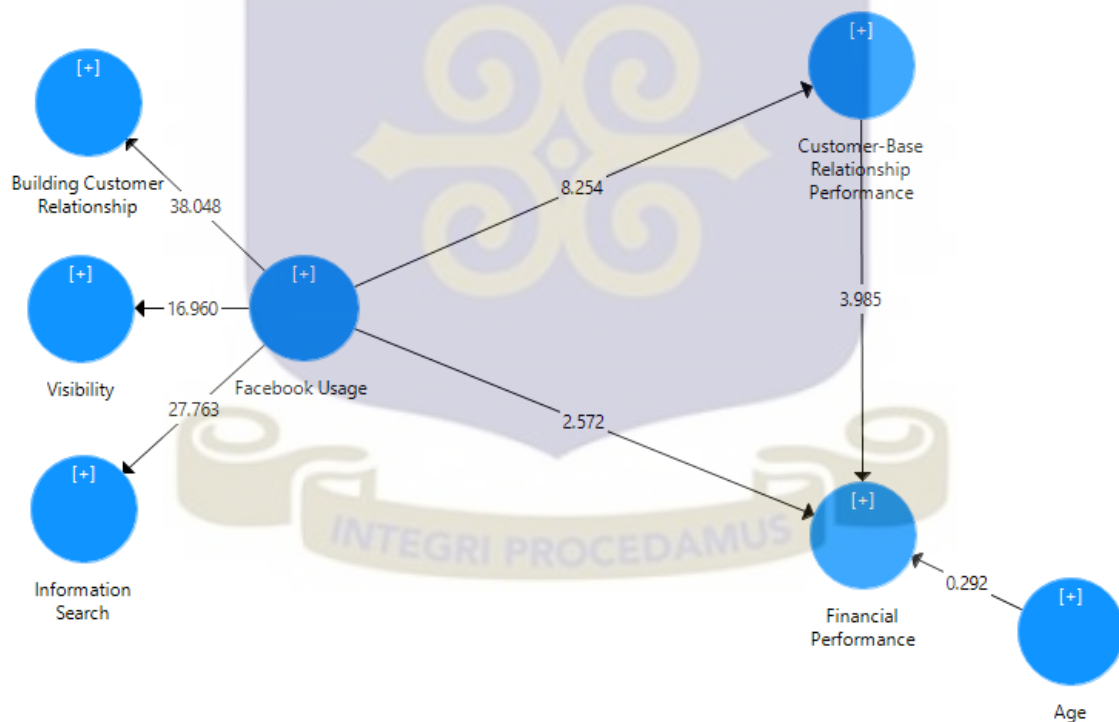 [+]
Building Customer
Relationship
38.048
[+]
Visibility
16.960
[+]
Facebook Usage
27.763
[+]
Information
Search
8.254
[+]
Customer-Base
Relationship
Performance
3.985
2.572
[+]
Financial
Performance
0.292
[+]
Age
INTEGRI PROCEDAMUS